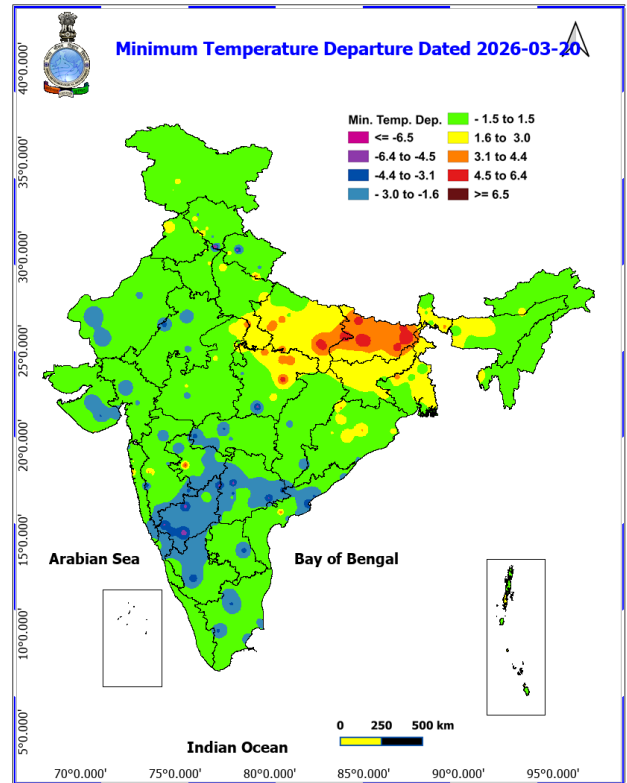 Minimum Temperature Departure Dated 2026-03-20
Min. Temp. Dep.
<= -6.5
-6.4 to -4.5
-4.4 to -3.1
- 3.0 to -1.6
- 1.5 to 1.5
1.6 to 3.0
3.1 to 4.4
4.5 to 6.4
>= 6.5
40°0.000'
35°0.000'
30°0.000'
25°0.000'
20°0.000'
15°0.000'
10°0.000'
5°0.000'
Arabian Sea
Bay of Bengal
Indian Ocean
0 250 500 km
70°0.000' 75°0.000' 80°0.000' 85°0.000' 90°0.000' 95°0.000'